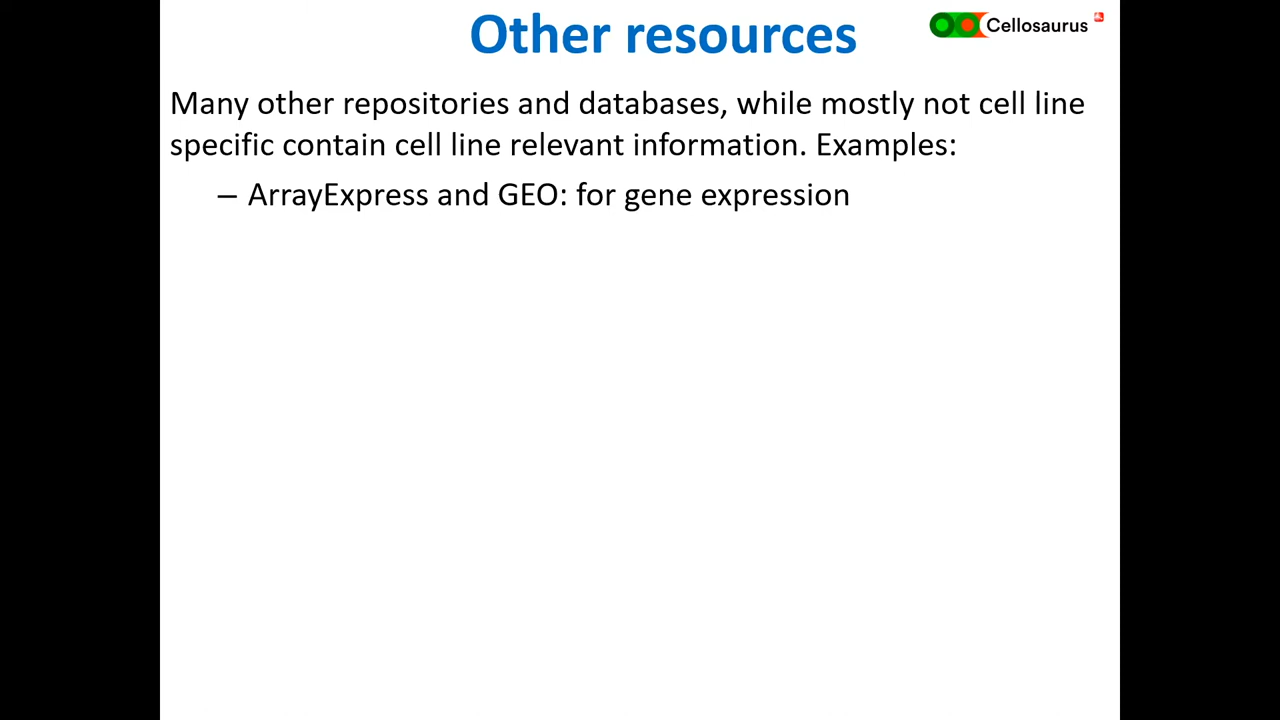 Other resources
Cellosaurus
Many other repositories and databases, while mostly not cell line
specific contain cell line relevant information. Examples:
– ArrayExpress and GEO: for gene expression